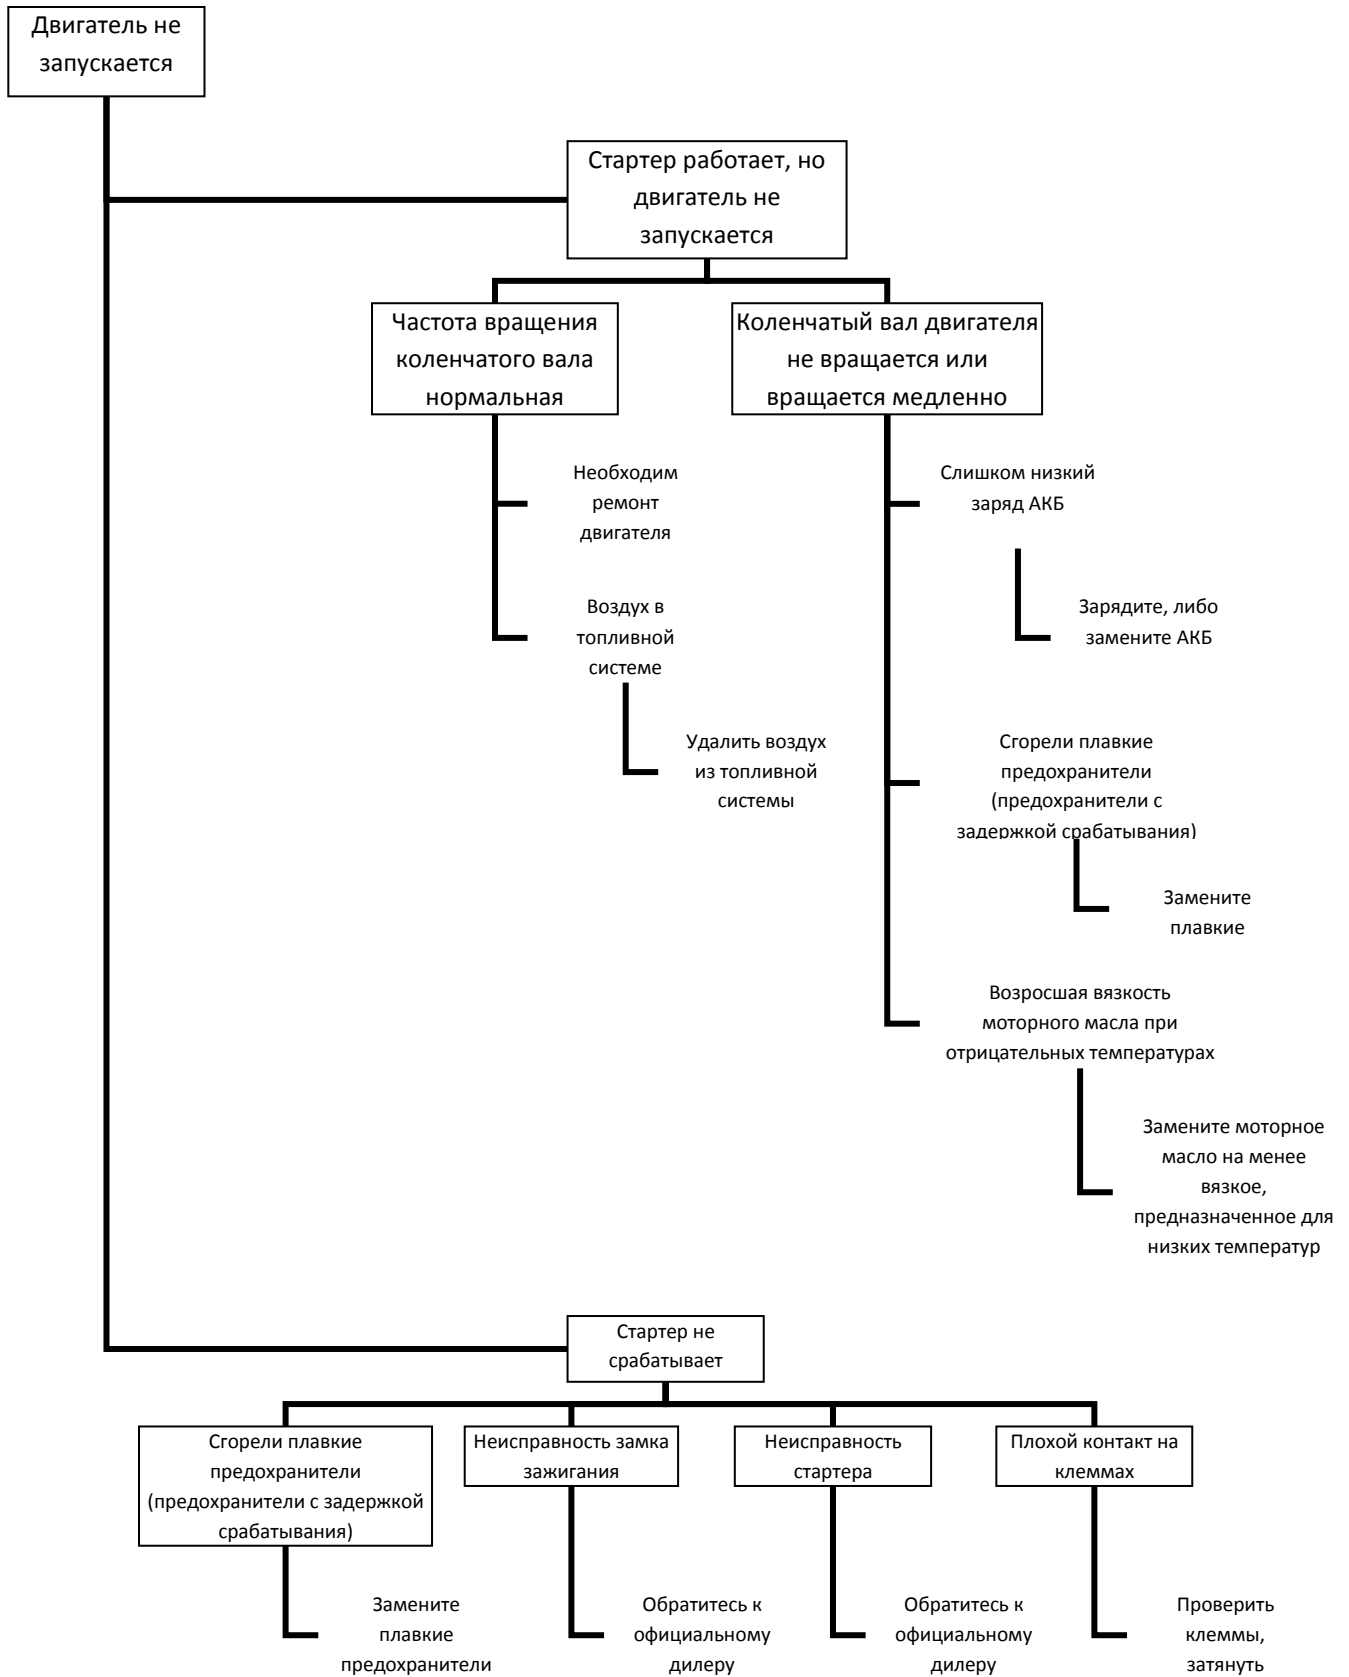 Двигатель не
запускается
Стартер работает, но
двигатель не
запускается
Частота вращения
коленчатого вала
нормальная
Коленчатый вал двигателя
не вращается или
вращается медленно
Необходим
ремонт
двигателя
Слишком низкий
заряд АКБ
Воздух в
топливной
системе
Зарядите, либо
замените АКБ
Удалить воздух
из топливной
системы
Сгорели плавкие
предохранители
(предохранители с
задержкой срабатывания)
Замените
плавкие
Возросшая вязкость
моторного масла при
отрицательных температурах
Замените моторное
масло на менее
вязкое,
предназначенное для
низких температур
Стартер не
срабатывает
Сгорели плавкие
предохранители
(предохранители с задержкой
срабатывания)
Неисправность замка
зажигания
Неисправность
стартера
Плохой контакт на
клеммах
Замените
плавкие
предохранители
Обратитесь к
официальному
дилеру
Обратитесь к
официальному
дилеру
Проверить
клеммы,
затянуть